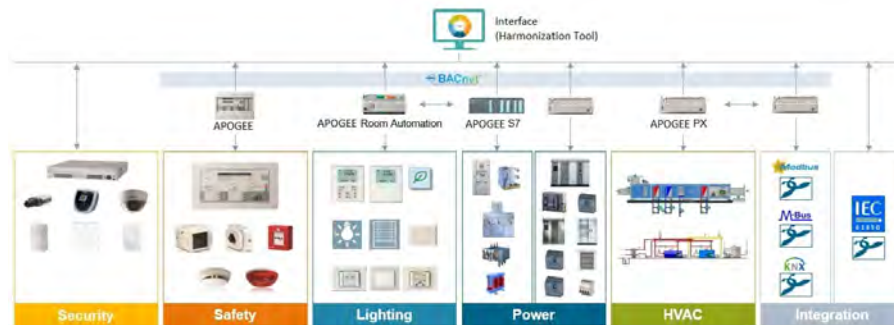 Interface
(Harmonization Tool)
BACnet
APOGEE
APOGEE Room Automation
APOGEE S7
APOGEE PX
Modbus
M-Bus
KNX
IEC
61850
Security
Safety
Lighting
Power
HVAC
Integration